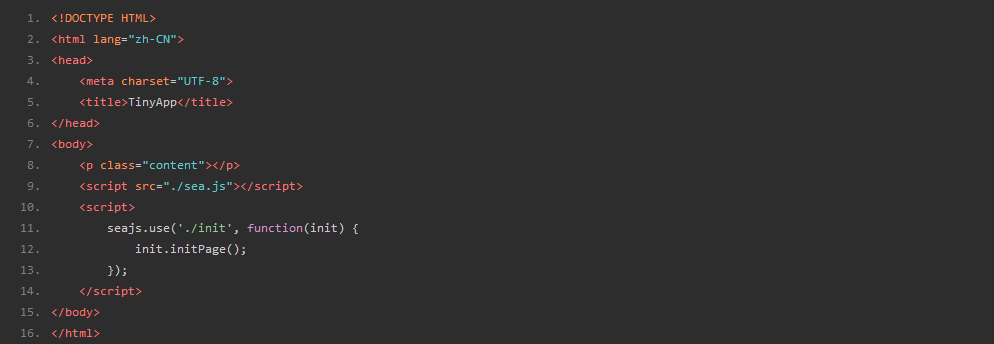 1. <!DOCTYPE HTML>
2. <html lang="zh-CN">
3. <head>
4.     <meta charset="UTF-8">
5.     <title>TinyApp</title>
6. </head>
7. <body>
8.     <p class="content"></p>
9.     <script src="./sea.js"></script>
10.     <script>
11.         seajs.use('./init', function(init) {
12.             init.initPage();
13.         });
14.     </script>
15. </body>
16. </html>